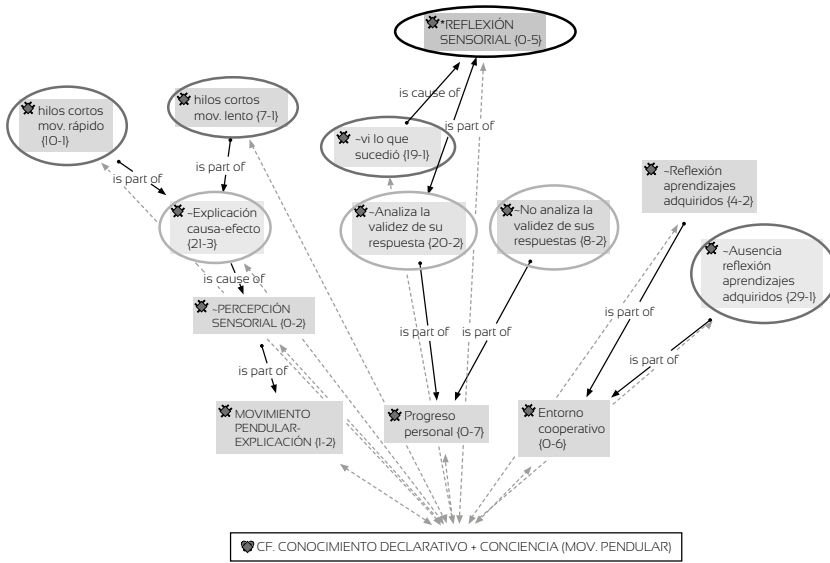 *REFLEXIÓN
SENSORIAL {0-5}
is cause of
is part of
hilos cortos
mov. rápido
{10-1}
hilos cortos
mov. lento {7-1}
is part of
is part of
~vi lo que
sucedió {19-1}
~Explicación
causa-efecto
{21-3}
~Analiza la
validez de su
respuesta {20-2}
~No analiza la
validez de sus
respuestas {8-2}
~Reflexión
aprendizajes
adquiridos {4-2}
~Ausencia
reflexión
aprendizajes
adquiridos {29-1}
is cause of
~PERCEPCIÓN
SENSORIAL {0-2}
is part of
is part of
is part of
is part of
is part of
MOVIMIENTO
PENDULAR-
EXPLICACIÓN {1-2}
Progreso
personal {0-7}
Entorno
cooperativo
{0-6}
CF. CONOCIMIENTO DECLARATIVO + CONCIENCIA (MOV. PENDULAR)